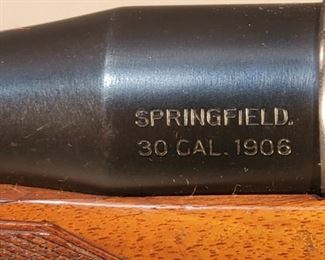 SPRINGFIELD.
30 CAL. 1906